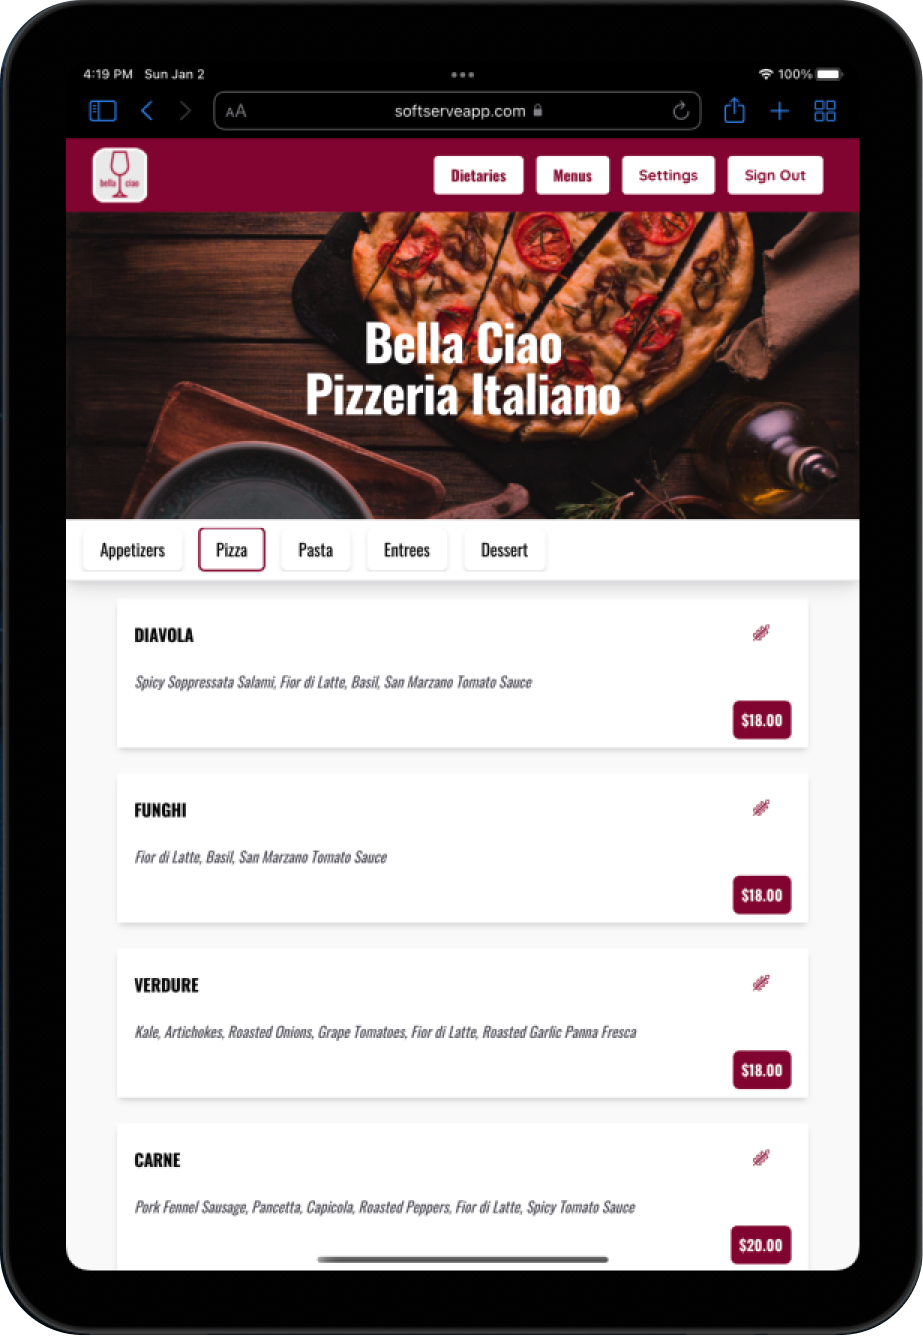 4:19 PM Sun Jan 2
100%
AA softserveapp.com
bella ciao
Dietaries Menus Settings Sign Out
Bella Ciao
Pizzeria Italiano
Appetizers Pizza Pasta Entrees Dessert
DIAVOLA
Spicy Soppressata Salami, Fior di Latte, Basil, San Marzano Tomato Sauce
$18.00
FUNGHI
Fior di Latte, Basil, San Marzano Tomato Sauce
$18.00
VERDURE
Kale, Artichokes, Roasted Onions, Grape Tomatoes, Fior di Latte, Roasted Garlic Panna Fresca
$18.00
CARNE
Pork Fennel Sausage, Pancetta, Capicola, Roasted Peppers, Fior di Latte, Spicy Tomato Sauce
$20.00